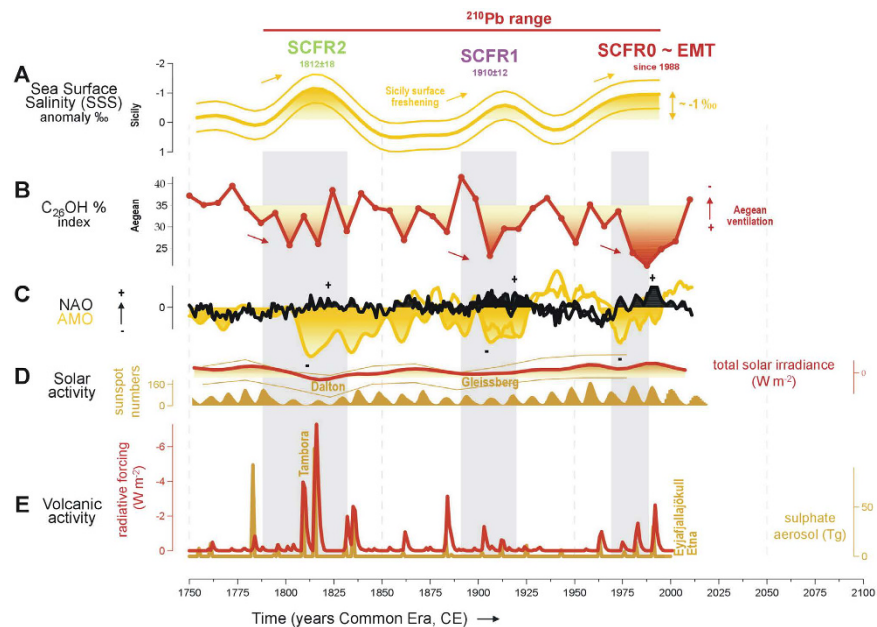 ²¹⁰Pb range
SCFR2
1812±18
SCFR1
1910±12
SCFR0 ~ EMT
since 1988
A
Sea Surface
Salinity (SSS)
anomaly ‰
Sicily
-2
-1
0
1
Sicily surface
freshening
~ -1 ‰
B
C₂₆OH %
index
Aegean
40
35
30
25
-
+
Aegean
ventilation
C
NAO
AMO
+
-
0
+
+
+
-
-
-
D
Solar
activity
sunspot
numbers
160
0
Dalton
Gleissberg
total solar irradiance
(W m⁻²)
0
E
Volcanic
activity
radiative forcing
(W m⁻²)
-6
-4
-2
0
Tambora
Eyjafjallajökull
Etna
sulphate
aerosol (Tg)
50
0
1750 1775 1800 1825 1850 1875 1900 1925 1950 1975 2000 2025 2050 2075 2100
Time (years Common Era, CE) →